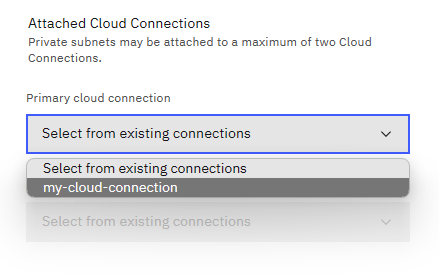 Attached Cloud Connections
Private subnets may be attached to a maximum of two Cloud
Connections.
Primary cloud connection
Select from existing connections
Select from existing connections
my-cloud-connection
Select from existing connections